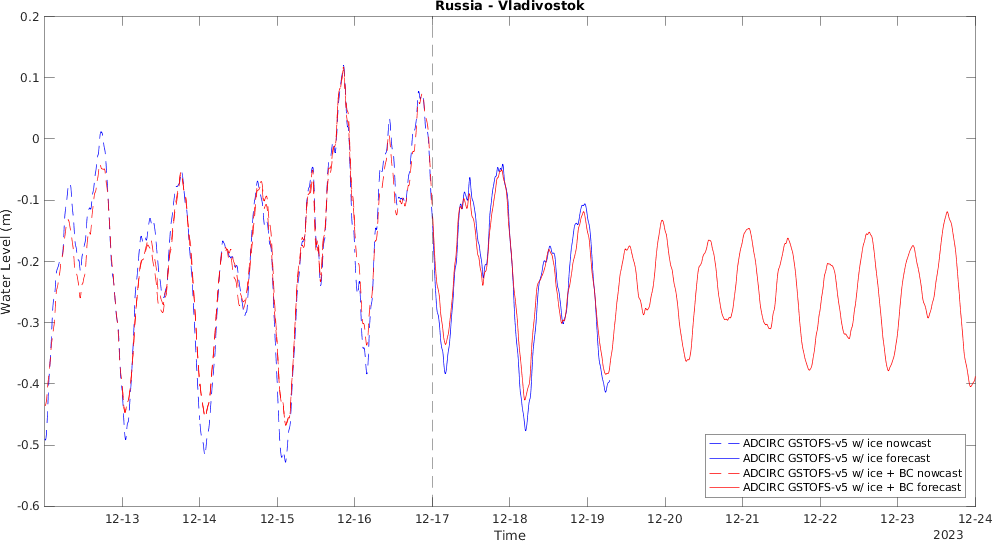 Russia - Vladivostok
0.2
0.1
0
-0.1
-0.2
-0.3
-0.4
-0.5
-0.6
Water Level (m)
ADCIRC GSTOFS-v5 w/ ice nowcast
ADCIRC GSTOFS-v5 w/ ice forecast
ADCIRC GSTOFS-v5 w/ ice + BC nowcast
ADCIRC GSTOFS-v5 w/ ice + BC forecast
12-13 12-14 12-15 12-16 12-17 12-18 12-19 12-20 12-21 12-22 12-23 12-24
Time
2023